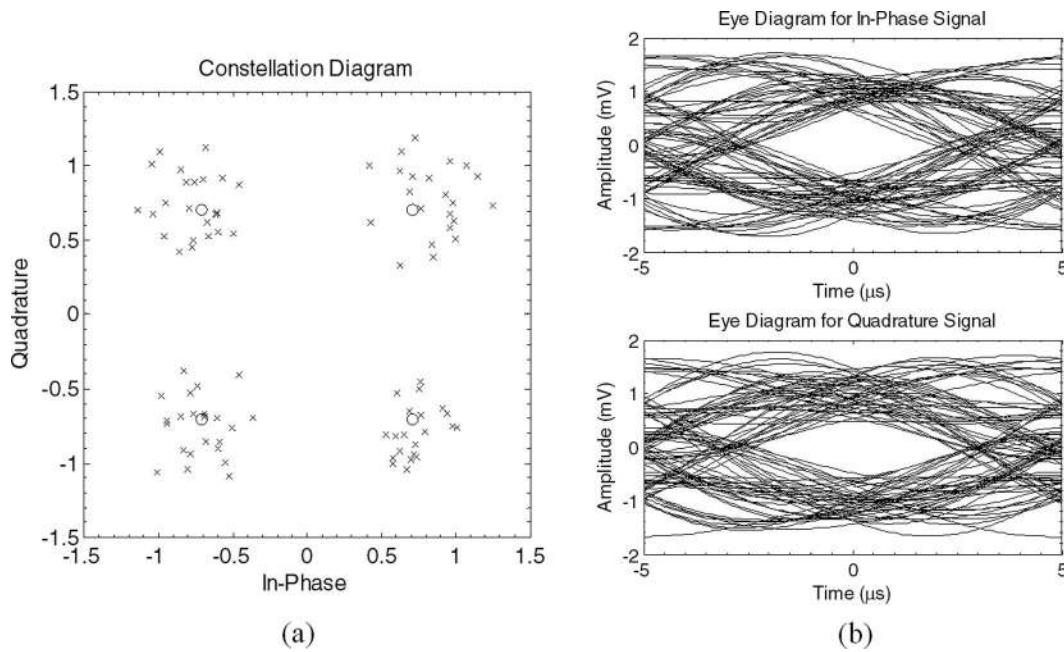 Constellation Diagram
1.5
1
0.5
0
-0.5
-1
-1.5
-1.5
-1
-0.5
0
0.5
1
1.5
Quadrature
In-Phase
(a)
Eye Diagram for In-Phase Signal
2
1
0
-1
-2
-5
0
5
Amplitude (mV)
Time (μs)
Eye Diagram for Quadrature Signal
2
1
0
-1
-2
-5
0
5
Amplitude (mV)
Time (μs)
(b)